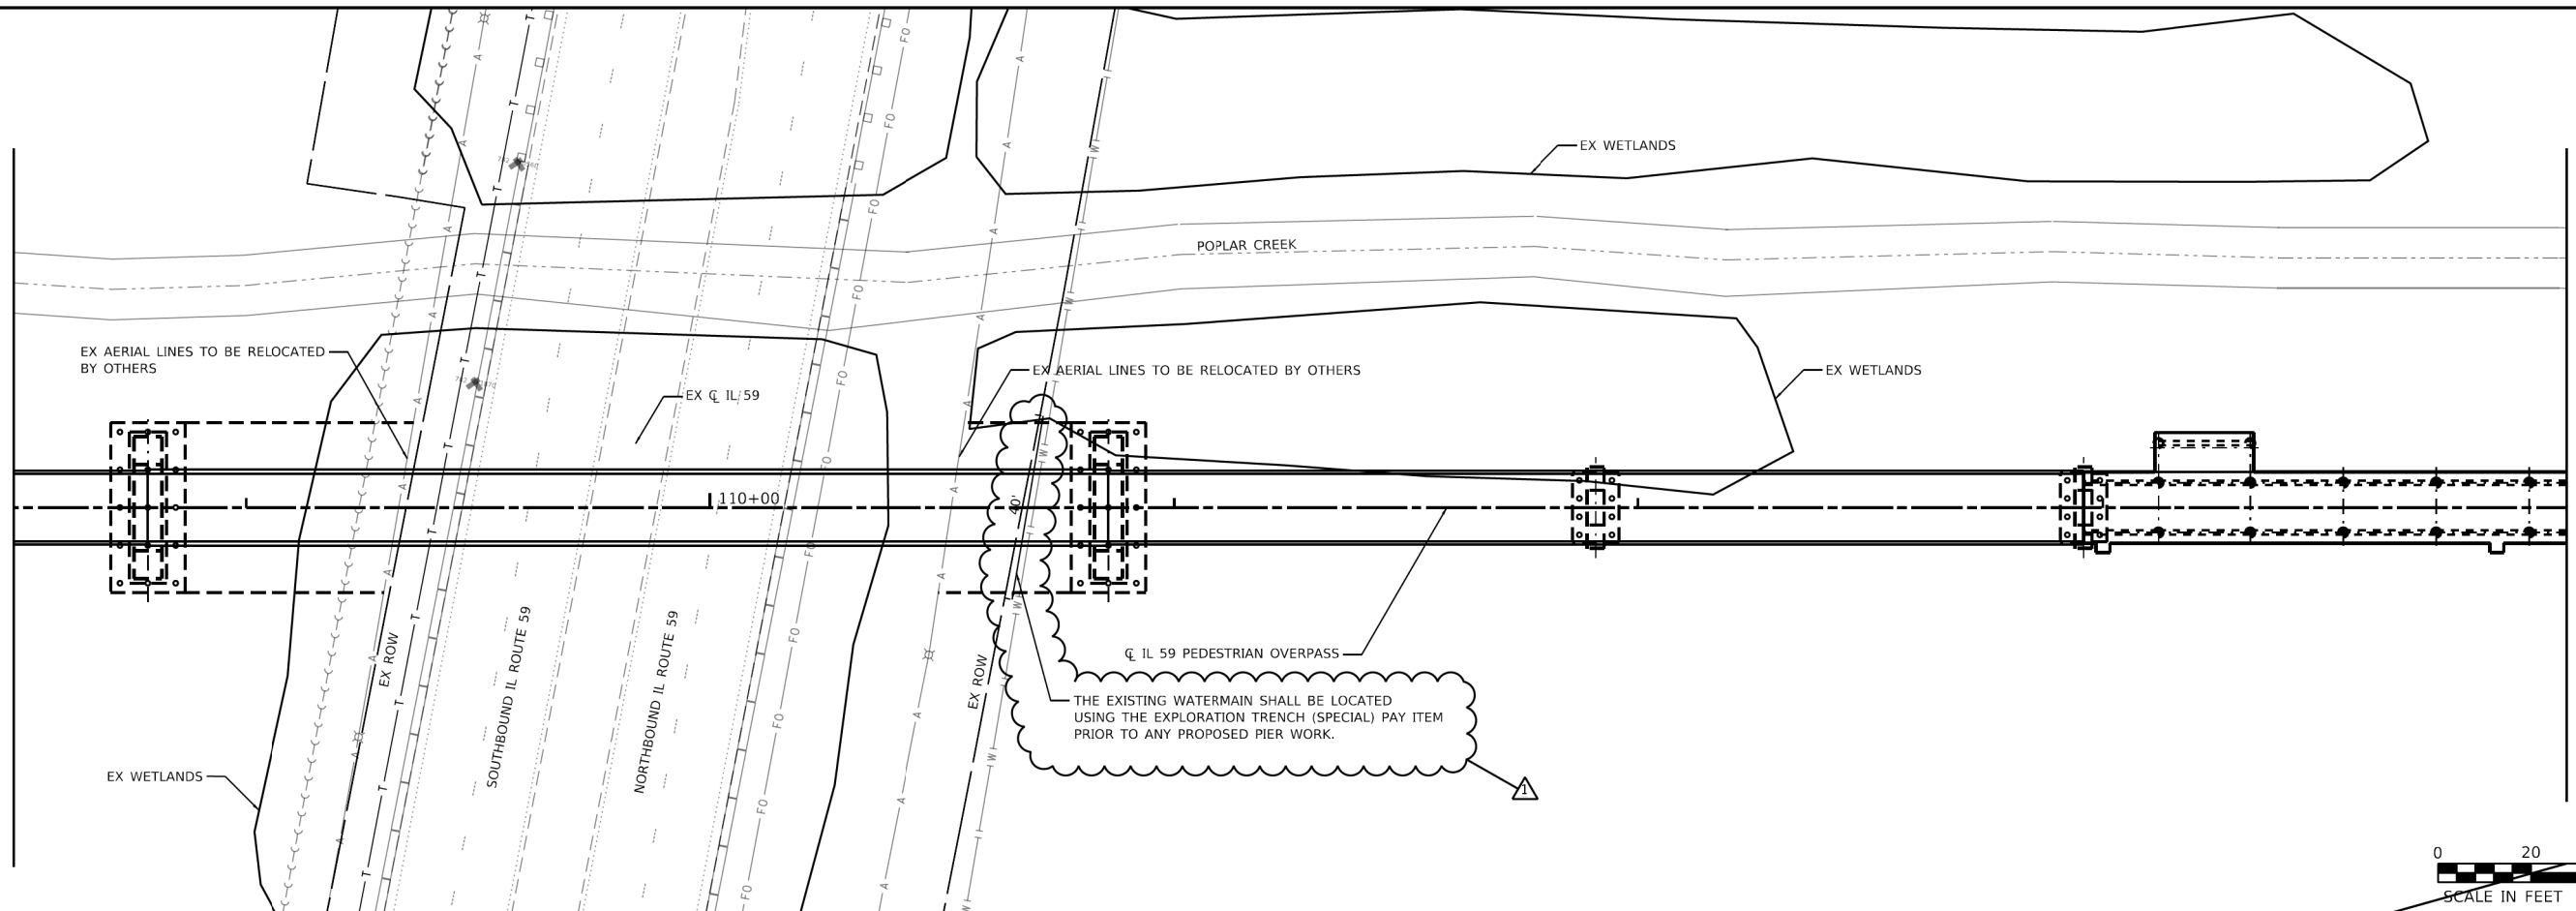 EX WETLANDS
POPLAR CREEK
EX AERIAL LINES TO BE RELOCATED
BY OTHERS
EX ℄ IL 59
EX AERIAL LINES TO BE RELOCATED BY OTHERS
EX WETLANDS
110+00
40'
EX ROW
SOUTHBOUND IL ROUTE 59
NORTHBOUND IL ROUTE 59
EX ROW
℄ IL 59 PEDESTRIAN OVERPASS
THE EXISTING WATERMAIN SHALL BE LOCATED
USING THE EXPLORATION TRENCH (SPECIAL) PAY ITEM
PRIOR TO ANY PROPOSED PIER WORK.
EX WETLANDS
1
0 20
SCALE IN FEET